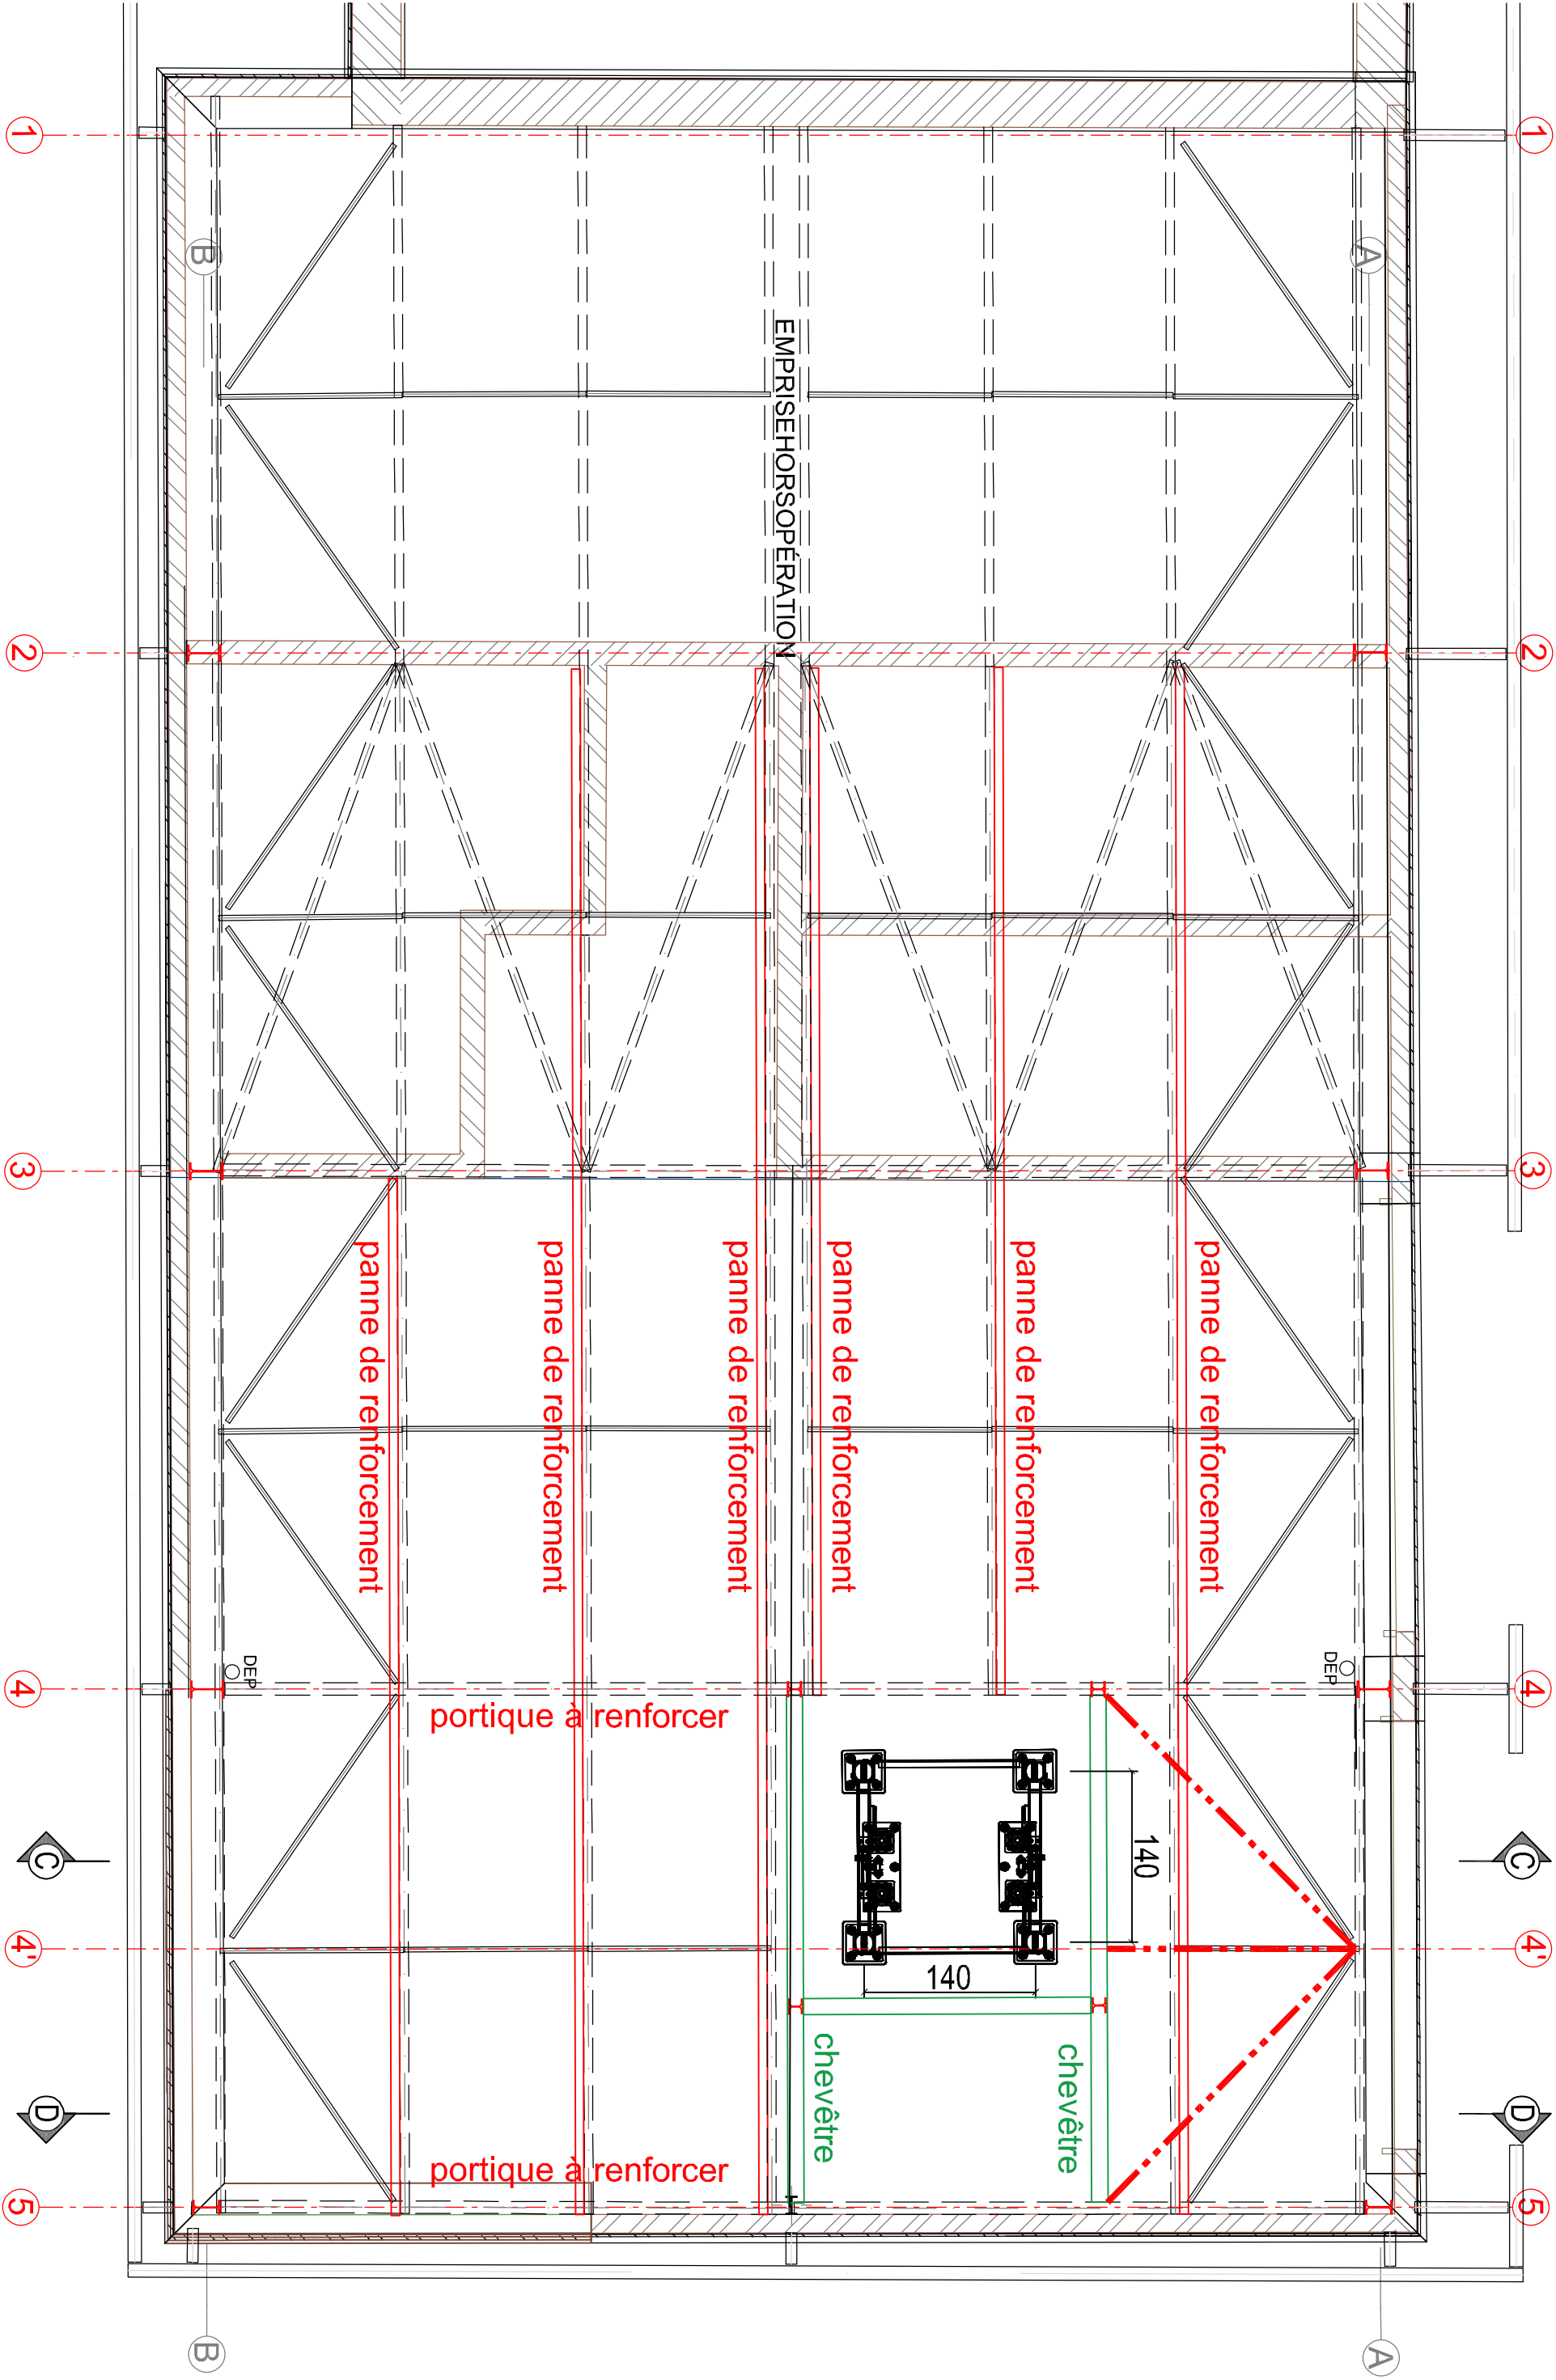 1
1
B
A
EMPRISEHORSOPÉRATION
2
2
3
3
panne de renforcement
panne de renforcement
panne de renforcement
panne de renforcement
panne de renforcement
panne de renforcement
DEP
DEP
4
4
portique à renforcer
140
C
C
4'
4'
140
chevêtre
chevêtre
D
D
portique à renforcer
5
5'
B
A